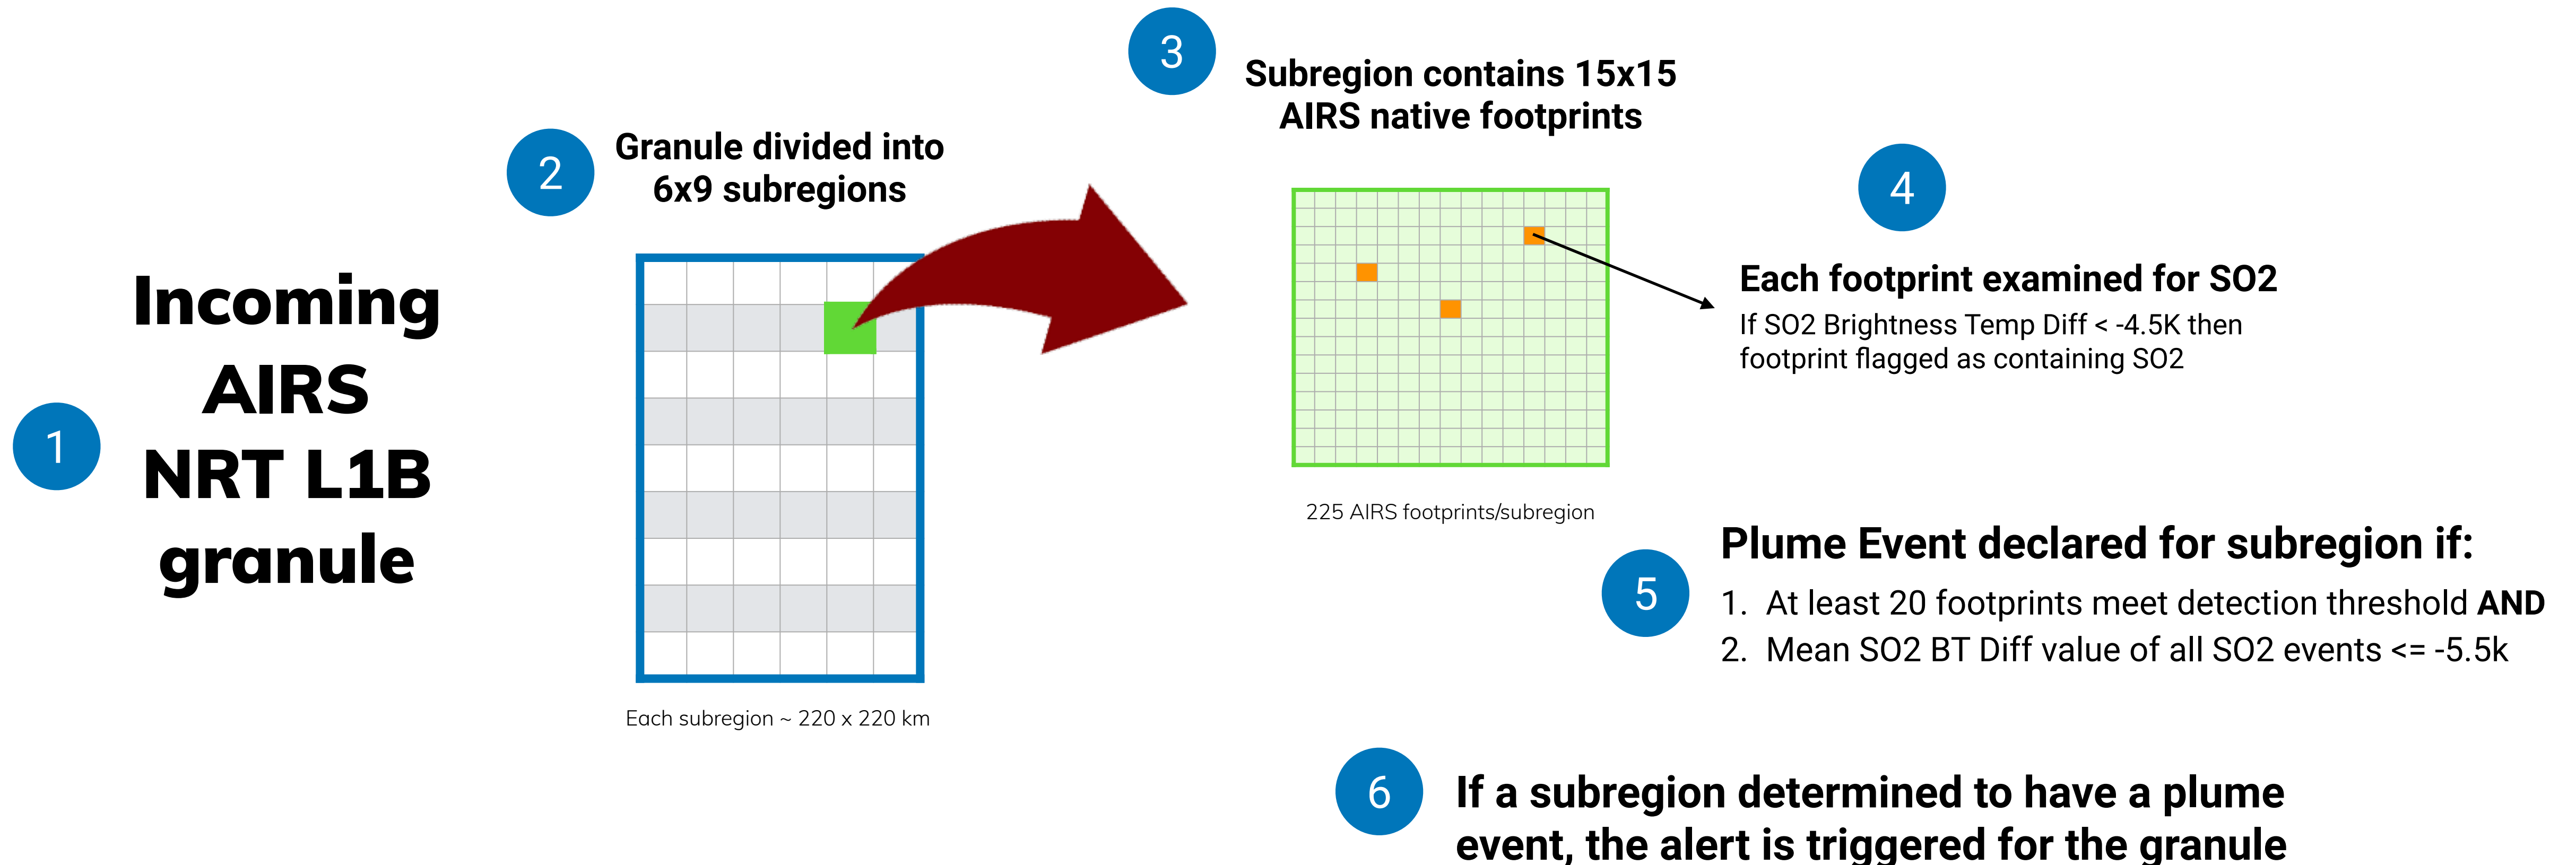 1
Incoming
AIRS
NRT L1B
granule
2
Granule divided into
6x9 subregions
Each subregion ~ 220 x 220 km
3
Subregion contains 15x15
AIRS native footprints
225 AIRS footprints/subregion
4
Each footprint examined for SO2
If SO2 Brightness Temp Diff < -4.5K then
footprint flagged as containing SO2
5
Plume Event declared for subregion if:
1. At least 20 footprints meet detection threshold AND
2. Mean SO2 BT Diff value of all SO2 events <= -5.5k
6
If a subregion determined to have a plume
event, the alert is triggered for the granule